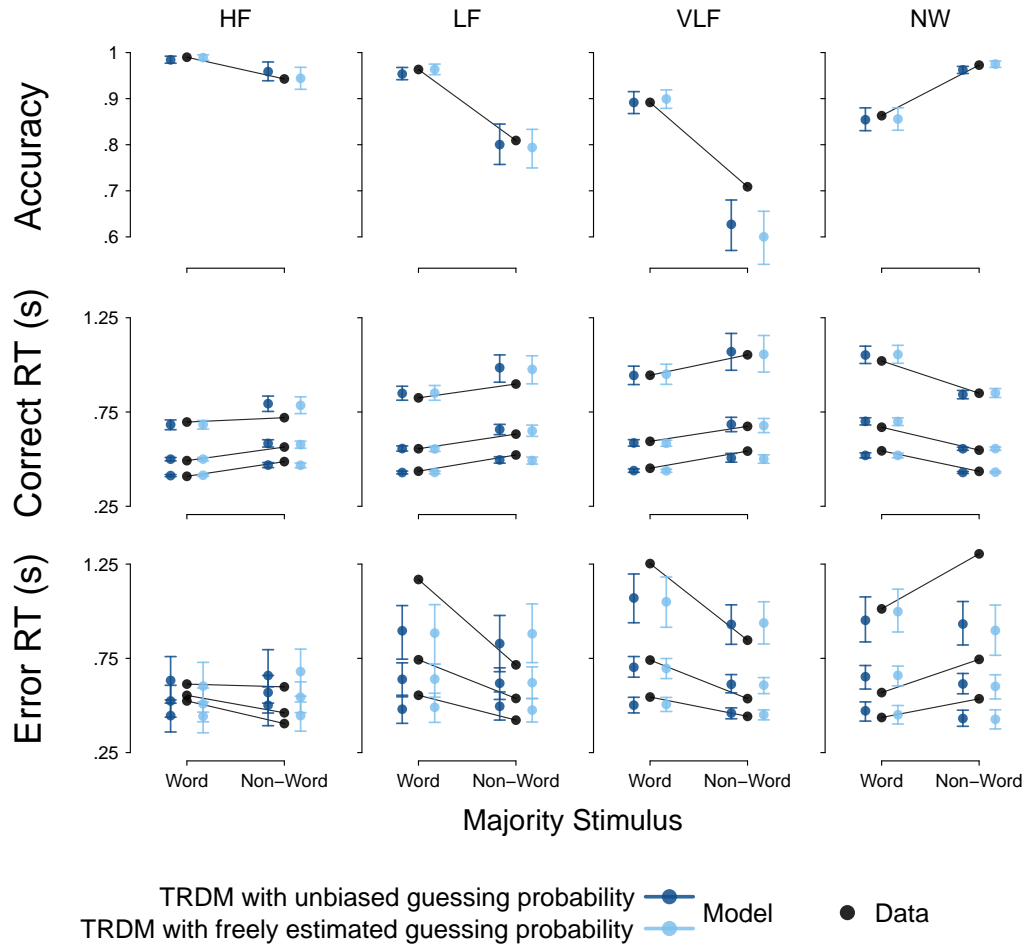 HF LF VLF NW
Accuracy
1
.9
.8
.7
.6
Correct RT (s)
1.25
.75
.25
Error RT (s)
1.25
.75
.25
Word Non−Word Word Non−Word Word Non−Word Word Non−Word
Majority Stimulus
TRDM with unbiased guessing probability
TRDM with freely estimated guessing probability
Model
Data